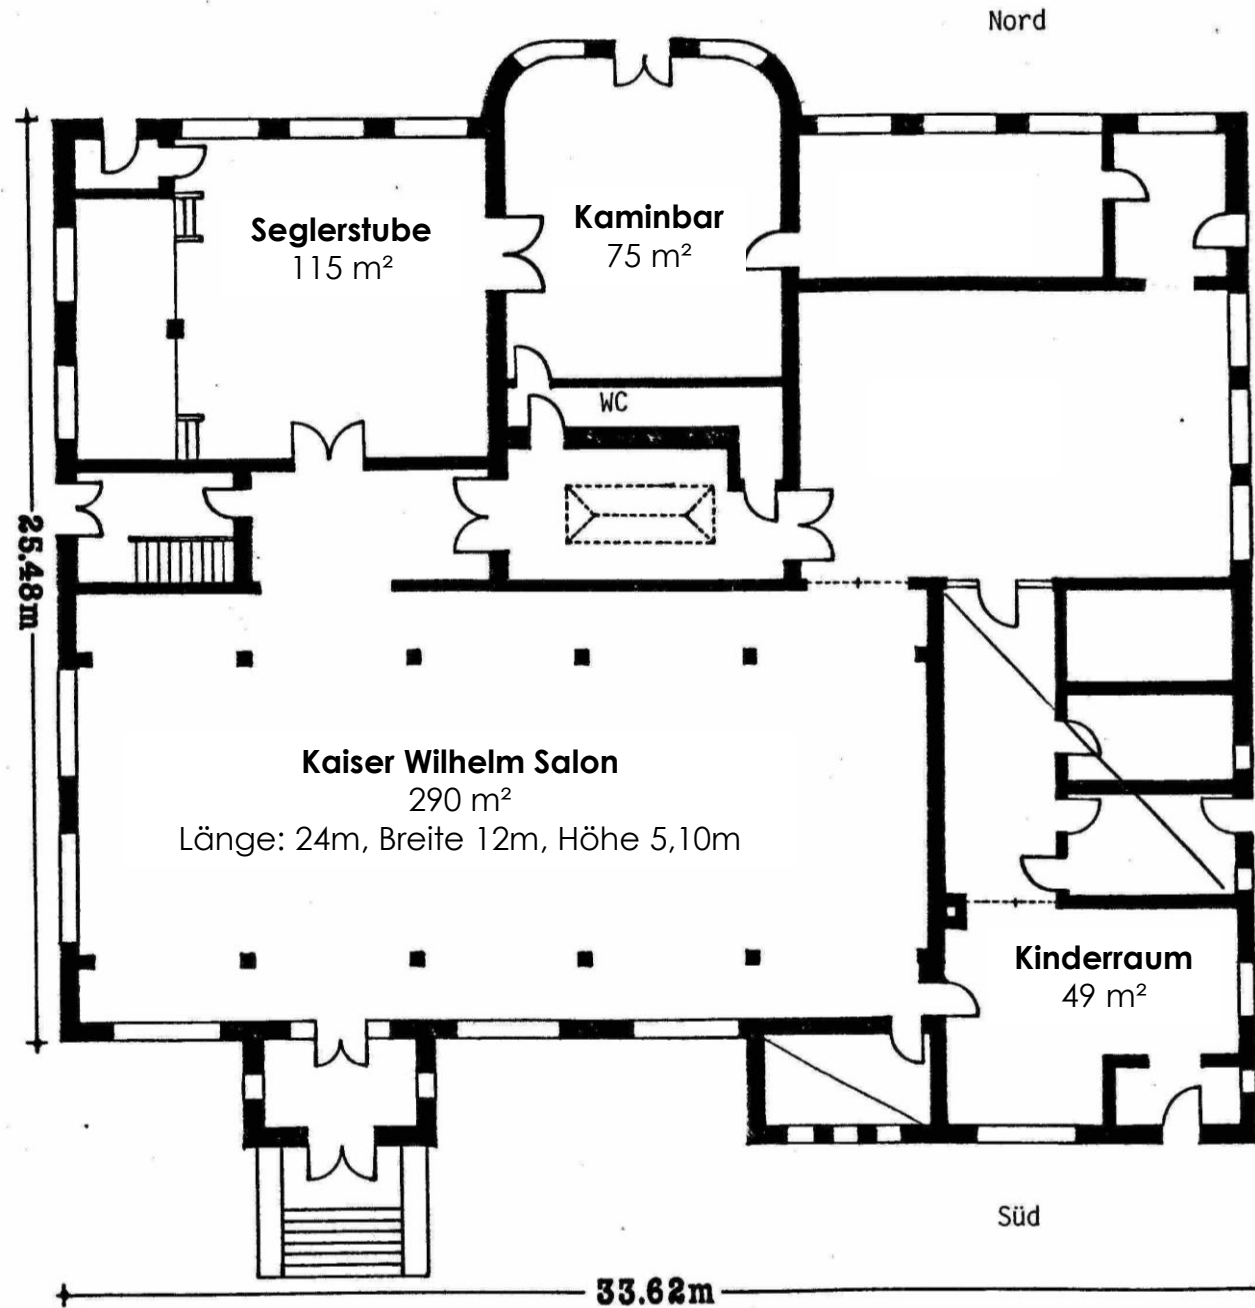 Nord
Seglerstube
115 m²
Kaminbar
75 m²
WC
25.48m
Kaiser Wilhelm Salon
290 m²
Länge: 24m, Breite 12m, Höhe 5,10m
Kinderraum
49 m²
Süd
33.62m